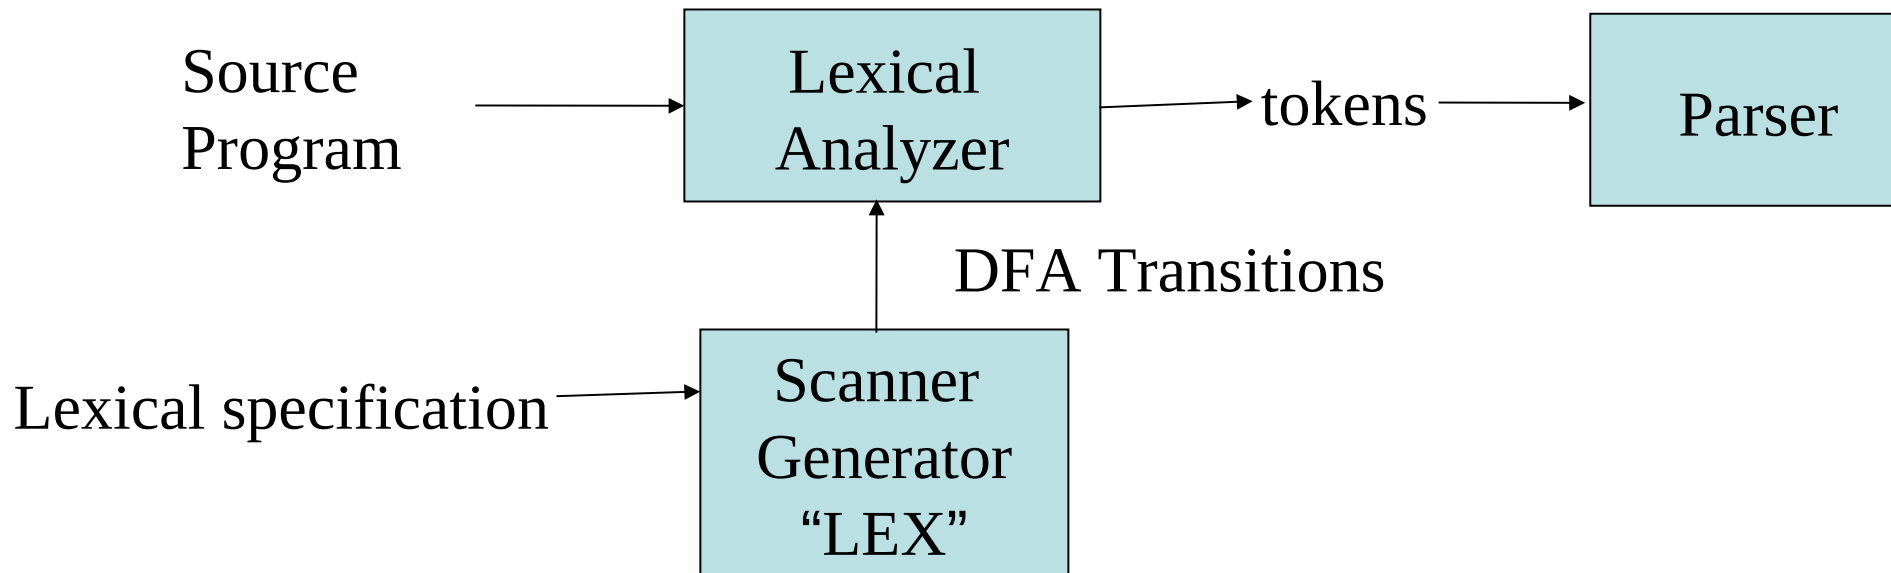 Source
Program
Lexical
Analyzer
tokens
Parser
DFA Transitions
Lexical specification
Scanner
Generator
“LEX”